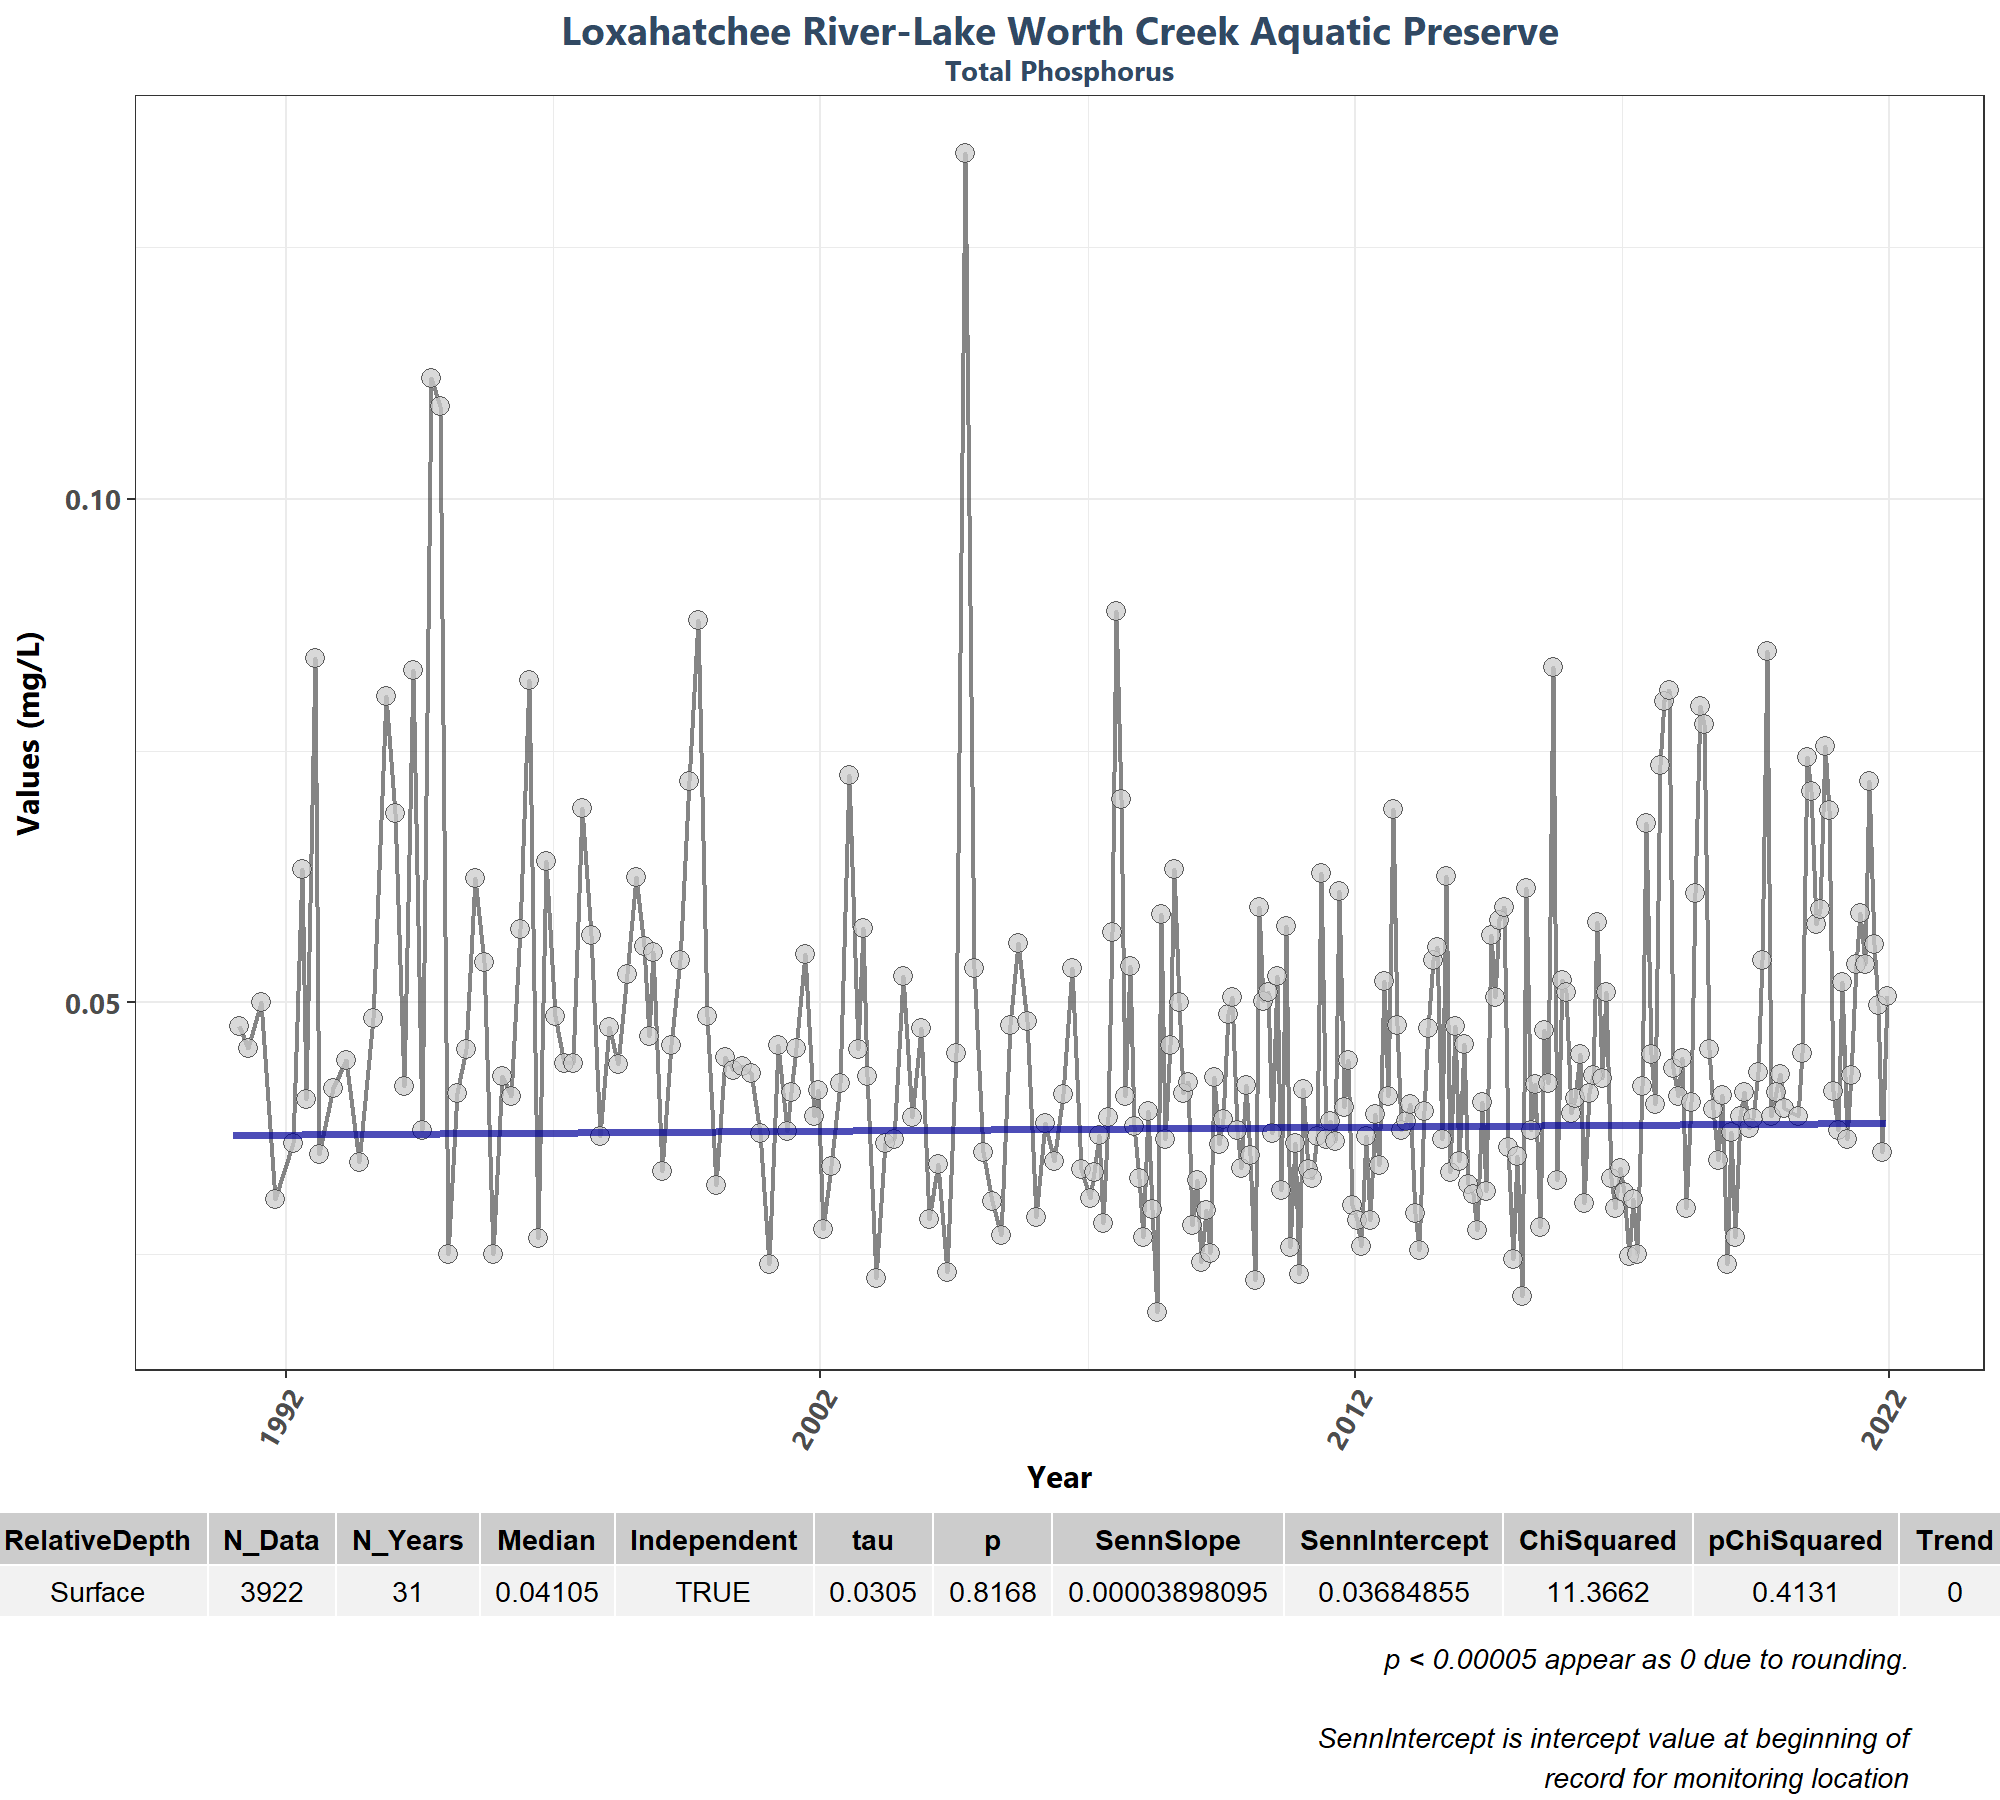 Loxahatchee River-Lake Worth Creek Aquatic Preserve
Total Phosphorus
Values (mg/L)
0.10
0.05
1992 2002 2012 2022
Year
RelativeDepth N_Data N_Years Median Independent tau p SennSlope SennIntercept ChiSquared pChiSquared Trend
Surface 3922 31 0.04105 TRUE 0.0305 0.8168 0.00003898095 0.03684855 11.3662 0.4131 0
p < 0.00005 appear as 0 due to rounding.
SennIntercept is intercept value at beginning of
record for monitoring location